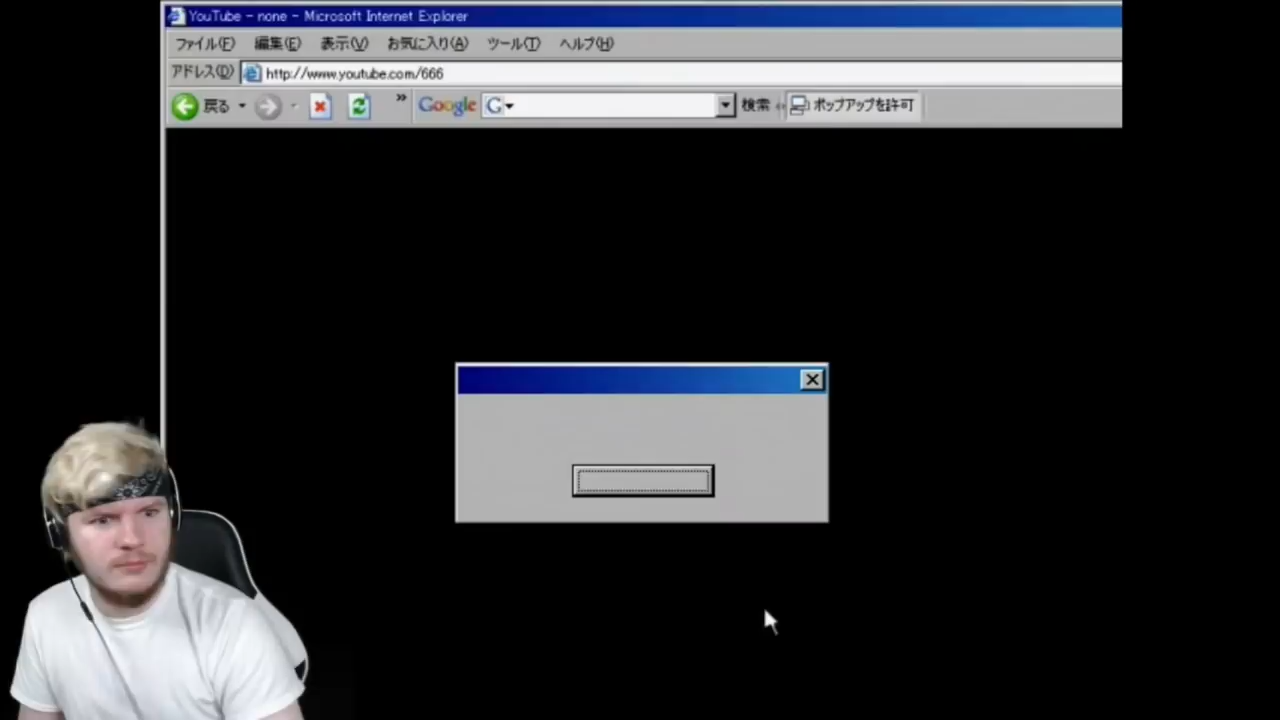 YouTube - none - Microsoft Internet Explorer
ファイル(F) 編集(E) 表示(V) お気に入り(A) ツール(T) ヘルプ(H)
アドレス(D) http://www.youtube.com/666
戻る » Google G 検索 ポップアップを許可